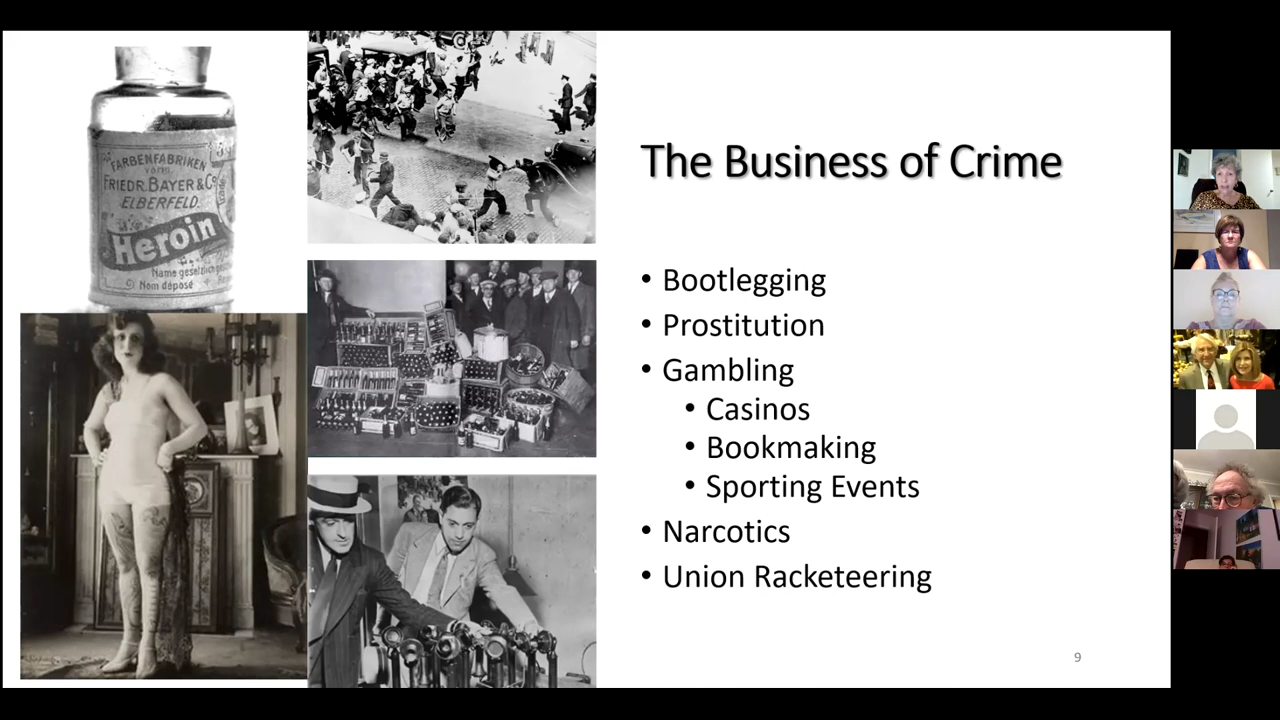 "FARBENFABRIKEN
vorm.
FRIEDR. BAYER & Co.
ELBERFELD.
Heroin
Name gesetzlich
Nom déposé
The Business of Crime
• Bootlegging
• Prostitution
• Gambling
• Casinos
• Bookmaking
• Sporting Events
• Narcotics
• Union Racketeering
9